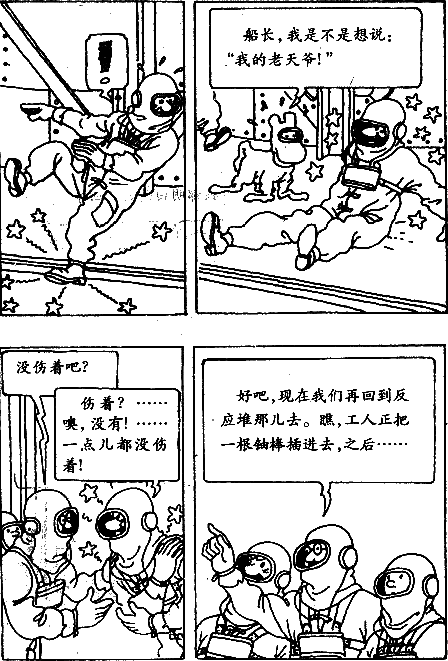 !
船长，我是不是想说：
“我的老天爷！”
没伤着吧？
伤着？……
噢，没有！……
一点儿都没伤
着！
好吧，现在我们再回到反
应堆那儿去。瞧，工人正把
一根铀棒插进去，之后……